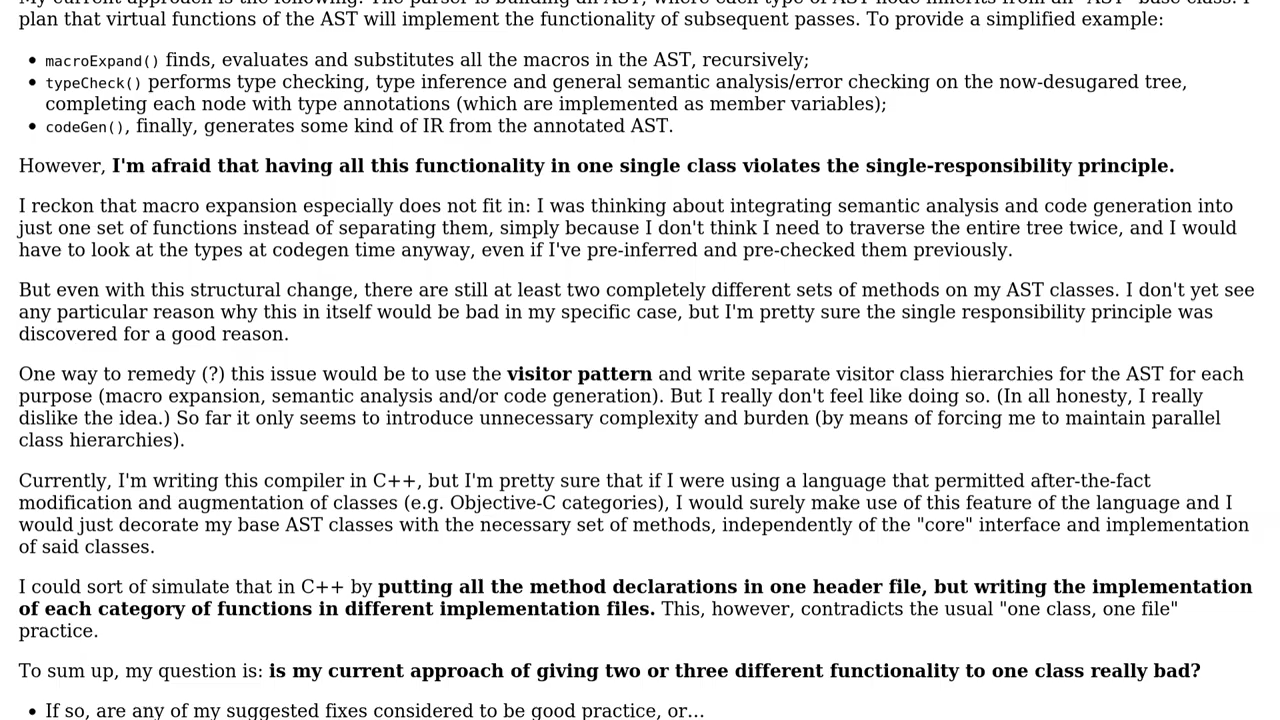 plan that virtual functions of the AST will implement the functionality of subsequent passes. To provide a simplified example:
• macroExpand() finds, evaluates and substitutes all the macros in the AST, recursively;
• typeCheck() performs type checking, type inference and general semantic analysis/error checking on the now-desugared tree,
completing each node with type annotations (which are implemented as member variables);
• codeGen(), finally, generates some kind of IR from the annotated AST.
However, I'm afraid that having all this functionality in one single class violates the single-responsibility principle.
I reckon that macro expansion especially does not fit in: I was thinking about integrating semantic analysis and code generation into
just one set of functions instead of separating them, simply because I don't think I need to traverse the entire tree twice, and I would
have to look at the types at codegen time anyway, even if I've pre-inferred and pre-checked them previously.
But even with this structural change, there are still at least two completely different sets of methods on my AST classes. I don't yet see
any particular reason why this in itself would be bad in my specific case, but I'm pretty sure the single responsibility principle was
discovered for a good reason.
One way to remedy (?) this issue would be to use the visitor pattern and write separate visitor class hierarchies for the AST for each
purpose (macro expansion, semantic analysis and/or code generation). But I really don't feel like doing so. (In all honesty, I really
dislike the idea.) So far it only seems to introduce unnecessary complexity and burden (by means of forcing me to maintain parallel
class hierarchies).
Currently, I'm writing this compiler in C++, but I'm pretty sure that if I were using a language that permitted after-the-fact
modification and augmentation of classes (e.g. Objective-C categories), I would surely make use of this feature of the language and I
would just decorate my base AST classes with the necessary set of methods, independently of the "core" interface and implementation
of said classes.
I could sort of simulate that in C++ by putting all the method declarations in one header file, but writing the implementation
of each category of functions in different implementation files. This, however, contradicts the usual "one class, one file"
practice.
To sum up, my question is: is my current approach of giving two or three different functionality to one class really bad?
• If so, are any of my suggested fixes considered to be good practice, or…